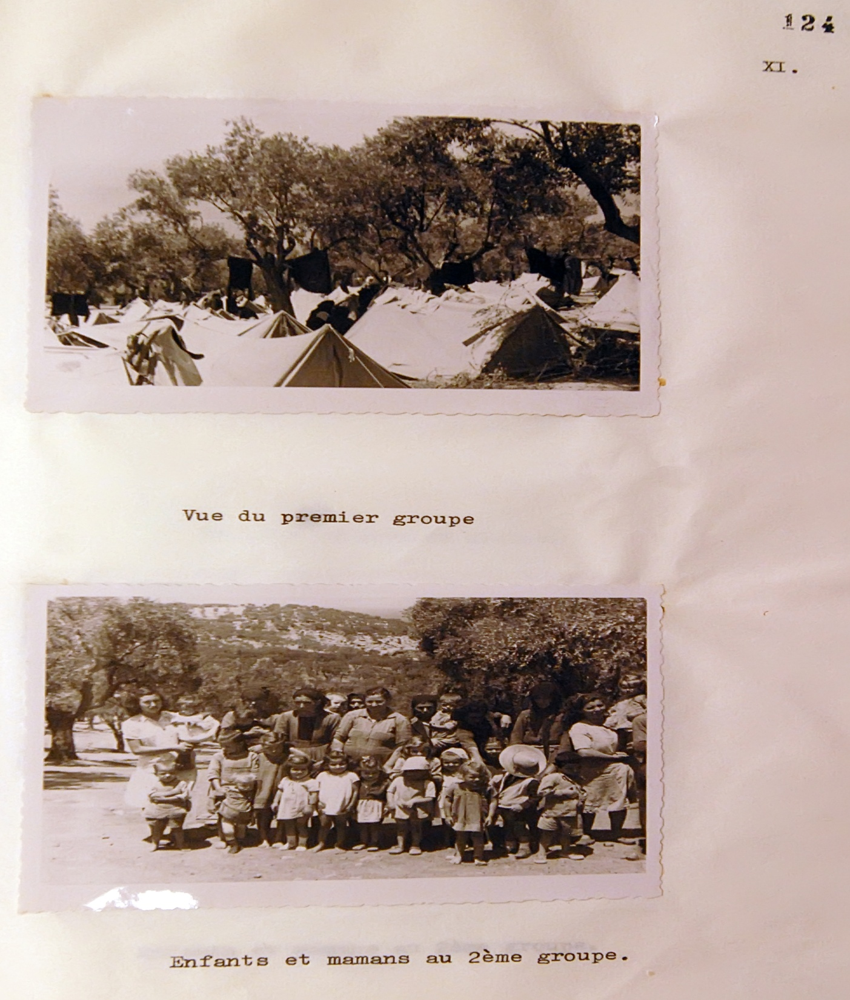 124
XI.
Vue du premier groupe
Enfants et mamans au 2ème groupe.